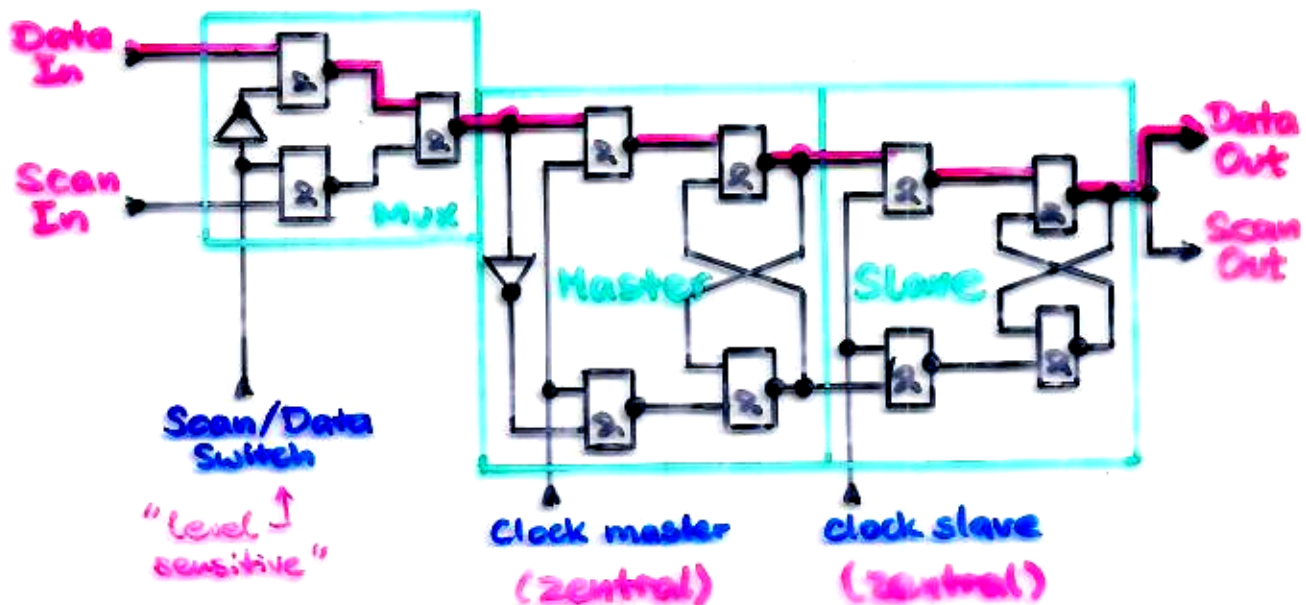 Data
In
&
&
&
Scan
In
Mux
&
&
&
&
Data
Out
Scan
Out
Master
Slave
&
&
&
&
Scan/Data
Switch
"level
sensitive"
Clock master
(zentral)
clock slave
(zentral)